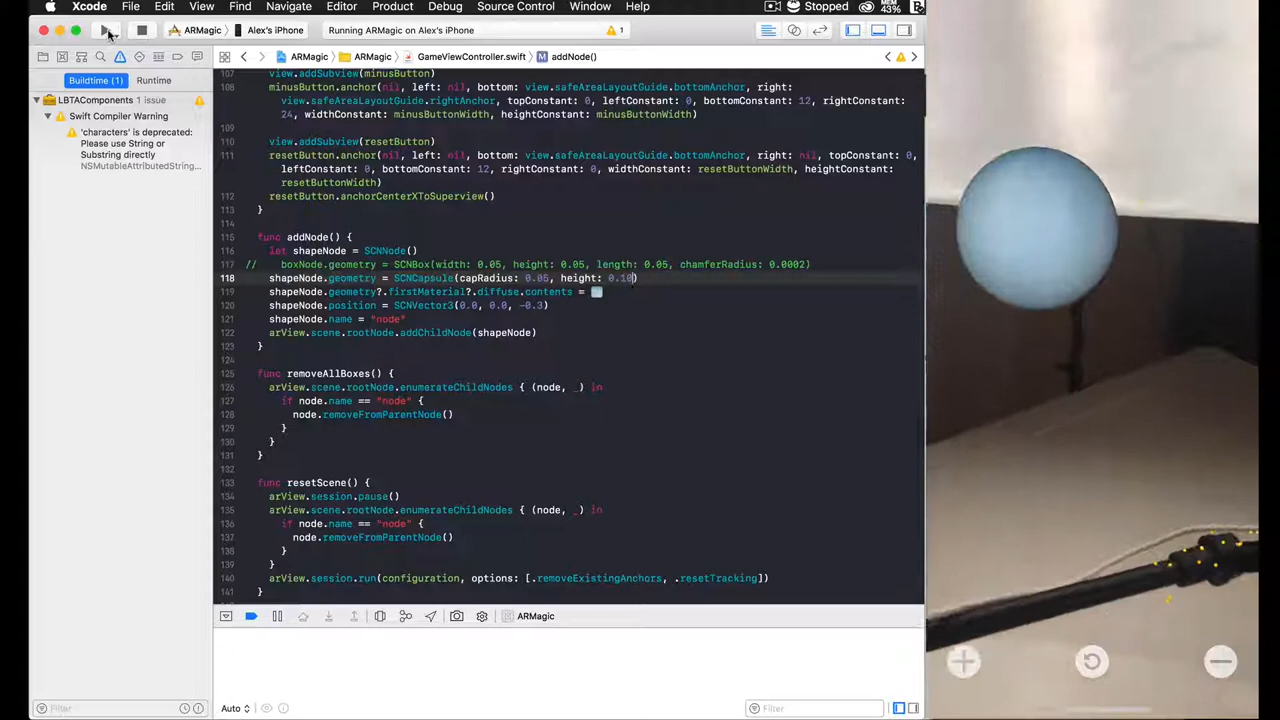 Xcode File Edit View Find Navigate Editor Product Debug Source Control Window Help Stopped MEM 43%
ARMagic Alex's iPhone Running ARMagic on Alex's iPhone 1
ARMagic ARMagic GameViewController.swift M addNode()
Buildtime (1) Runtime
LBTAComponents 1 issue
Swift Compiler Warning
'characters' is deprecated:
Please use String or
Substring directly
NSMutableAttributedString...
107 view.addSubview(minusButton)
108 minusButton.anchor(nil, left: nil, bottom: view.safeAreaLayoutGuide.bottomAnchor, right:
view.safeAreaLayoutGuide.rightAnchor, topConstant: 0, leftConstant: 0, bottomConstant: 12, rightConstant:
24, widthConstant: minusButtonWidth, heightConstant: minusButtonWidth)
109
110 view.addSubview(resetButton)
111 resetButton.anchor(nil, left: nil, bottom: view.safeAreaLayoutGuide.bottomAnchor, right: nil, topConstant: 0,
leftConstant: 0, bottomConstant: 12, rightConstant: 0, widthConstant: resetButtonWidth, heightConstant:
resetButtonWidth)
112 resetButton.anchorCenterXToSuperview()
113 }
114
115 func addNode() {
116 let shapeNode = SCNNode()
117 // boxNode.geometry = SCNBox(width: 0.05, height: 0.05, length: 0.05, chamferRadius: 0.0002)
118 shapeNode.geometry = SCNCapsule(capRadius: 0.05, height: 0.10)
119 shapeNode.geometry?.firstMaterial?.diffuse.contents =
120 shapeNode.position = SCNVector3(0.0, 0.0, -0.3)
121 shapeNode.name = "node"
122 arView.scene.rootNode.addChildNode(shapeNode)
123 }
124
125 func removeAllBoxes() {
126 arView.scene.rootNode.enumerateChildNodes { (node, _) in
127 if node.name == "node" {
128 node.removeFromParentNode()
129 }
130 }
131 }
132
133 func resetScene() {
134 arView.session.pause()
135 arView.scene.rootNode.enumerateChildNodes { (node, _) in
136 if node.name == "node" {
137 node.removeFromParentNode()
138 }
139 }
140 arView.session.run(configuration, options: [.removeExistingAnchors, .resetTracking])
141 }
ARMagic
Filter Auto Filter